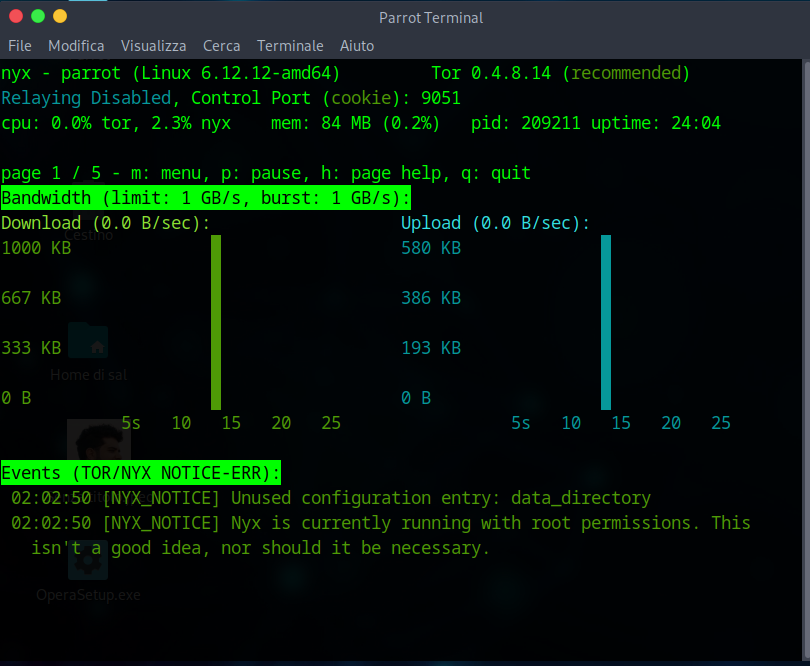 Parrot Terminal
File Modifica Visualizza Cerca Terminale Aiuto
nyx - parrot (Linux 6.12.12-amd64) Tor 0.4.8.14 (recommended)
Relaying Disabled, Control Port (cookie): 9051
cpu: 0.0% tor, 2.3% nyx mem: 84 MB (0.2%) pid: 209211 uptime: 24:04
page 1 / 5 - m: menu, p: pause, h: page help, q: quit
Bandwidth (limit: 1 GB/s, burst: 1 GB/s):
Download (0.0 B/sec): Upload (0.0 B/sec):
Cestino
1000 KB 580 KB
667 KB 386 KB
333 KB 193 KB
Home di sal
0 B 0 B
5s 10 15 20 25 5s 10 15 20 25
Events (TOR/NYX NOTICE-ERR):
02:02:50 [NYX_NOTICE] Unused configuration entry: data_directory
02:02:50 [NYX_NOTICE] Nyx is currently running with root permissions. This
isn't a good idea, nor should it be necessary.
OperaSetup.exe